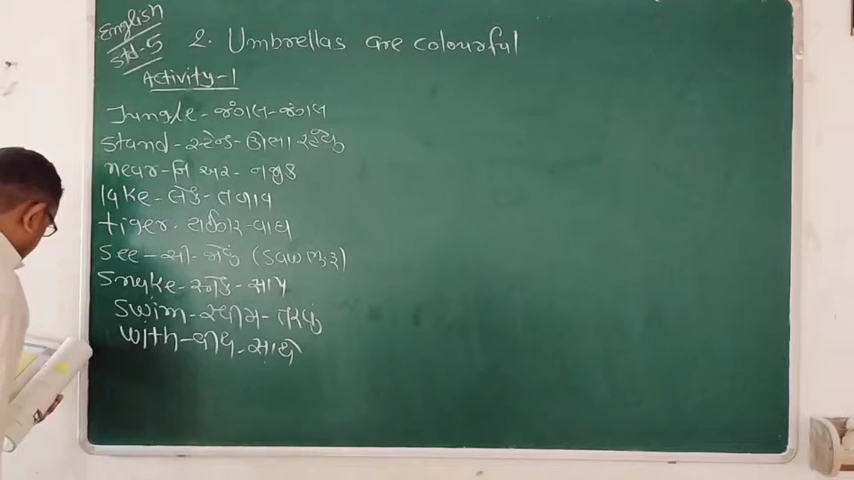 English
Std-5
2. Umbrellas are colourful
Activity-1
Jungle-જંગલ-જંગલ
Stand-સ્ટેન્ડ-ઊભા રહેવું
near-નિઅર-નજીક
lake-લેક-તળાવ
tiger-ટાઈગર-વાઘ
See-સી-જોવું (saw ભૂ.કૃ)
Snake-સ્નેક-સાપ
Swim-સ્વીમ-તરવું
With-વીથ-સાથે